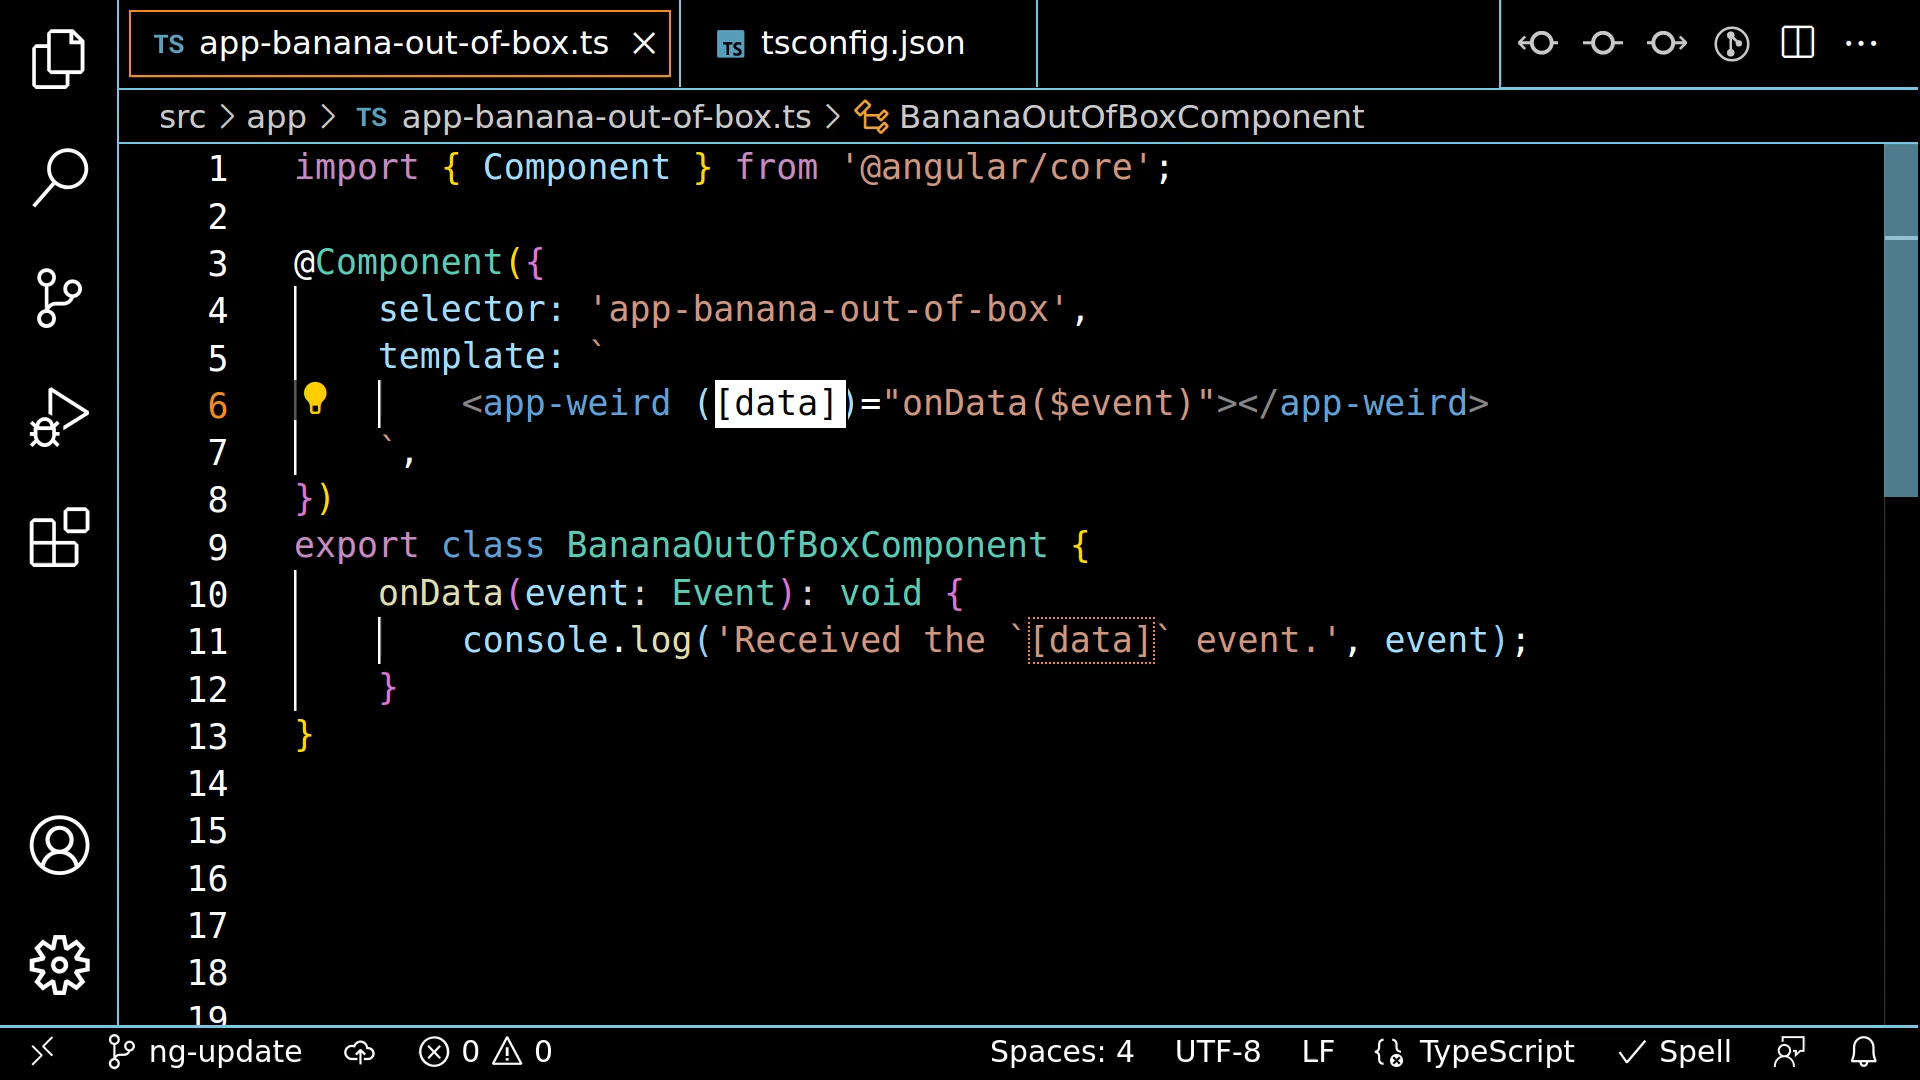 TS app-banana-out-of-box.ts TS tsconfig.json
src > app > TS app-banana-out-of-box.ts > BananaOutOfBoxComponent
1 import { Component } from '@angular/core';
2
3 @Component({
4     selector: 'app-banana-out-of-box',
5     template: `
6         <app-weird ([data])="onData($event)"></app-weird>
7     `,
8 })
9 export class BananaOutOfBoxComponent {
10     onData(event: Event): void {
11         console.log('Received the `[data]` event.', event);
12     }
13 }
14
15
16
17
18
19
ng-update 0 0 Spaces: 4 UTF-8 LF TypeScript Spell